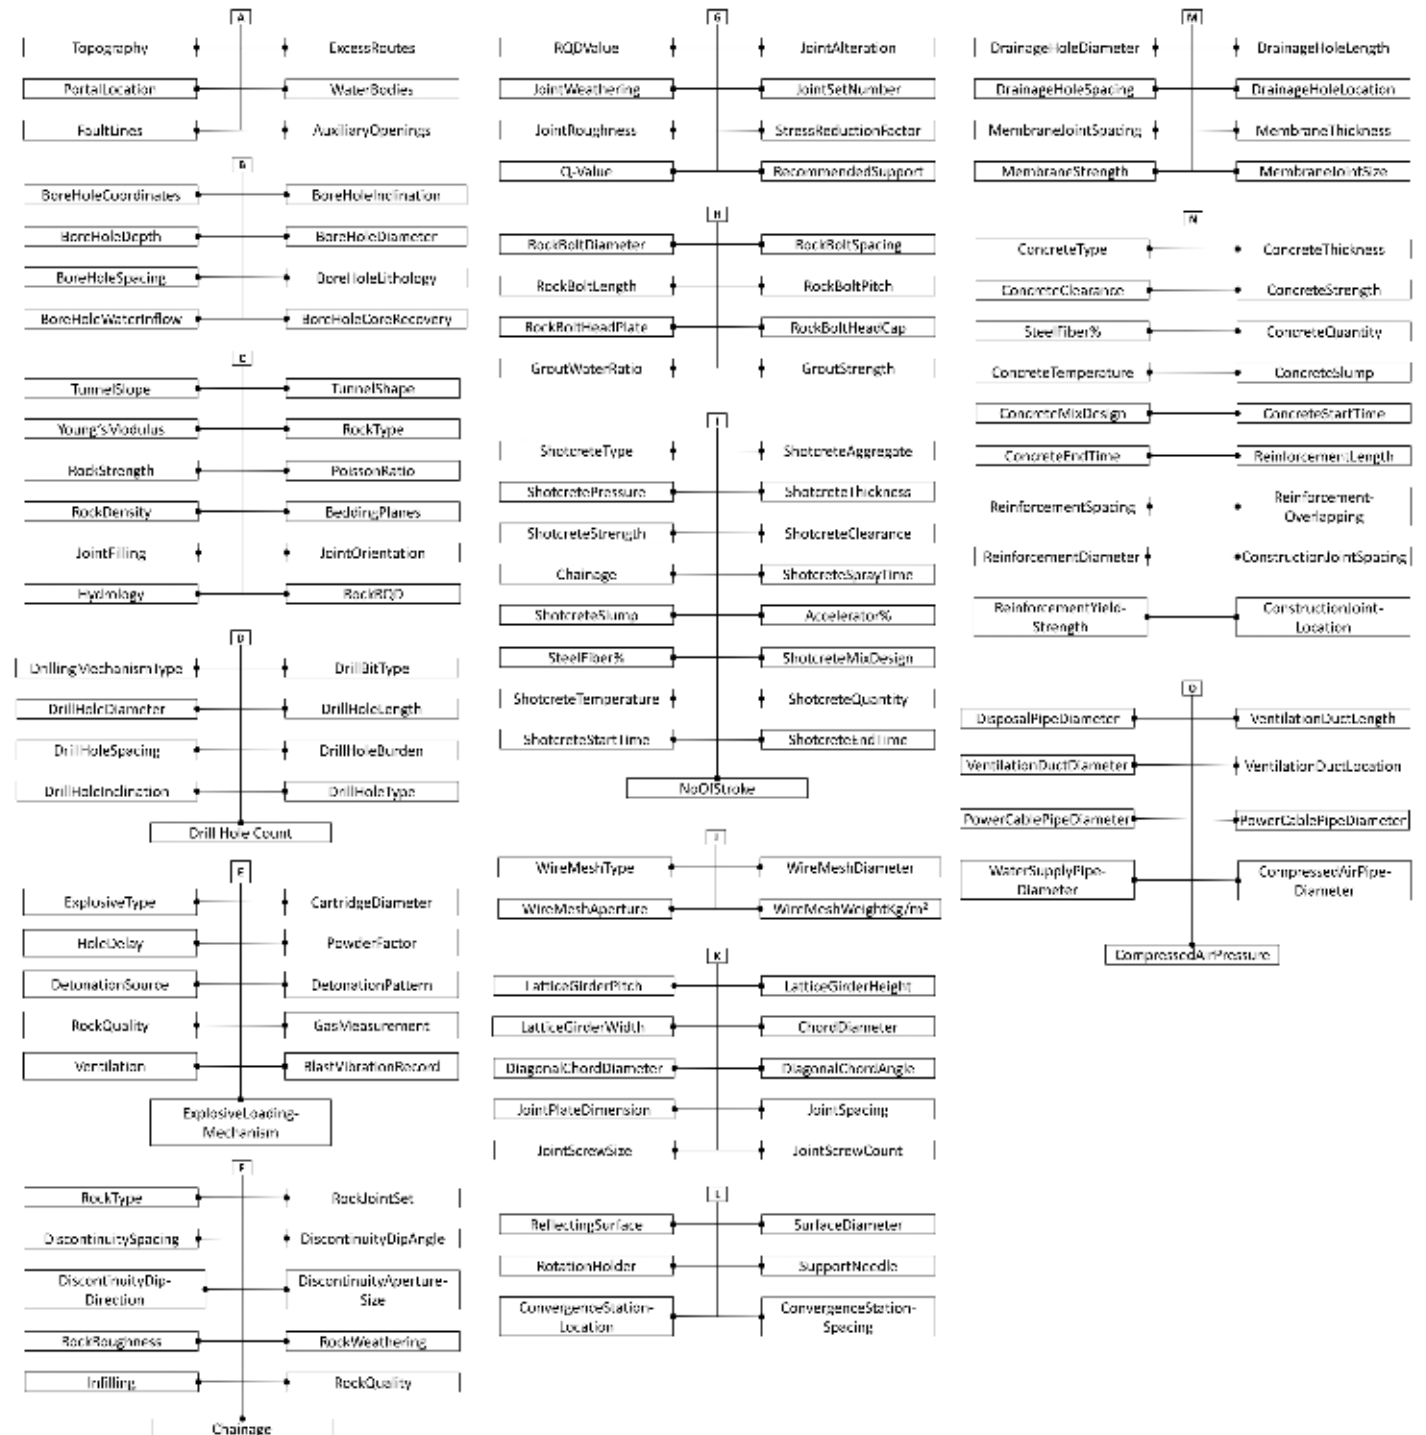 A
Topography ExcessRoutes
PortalLocation WaterBodies
FaultLines AuxiliaryOpenings
B
BoreHoleCoordinates BoreHoleInclination
BoreHoleDepth BoreHoleDiameter
BoreHoleSpacing BoreHoleLithology
BoreHoleWaterInflow BoreHoleCoreRecovery
C
TunnelSlope TunnelShape
Young'sModulus RockType
RockStrength PoissonRatio
RockDensity BeddingPlanes
JointFilling JointOrientation
Hydrology RockRQD
D
DrillingMechanismType DrillBitType
DrillHoleDiameter DrillHoleLength
DrillHoleSpacing DrillHoleBurden
DrillHoleInclination DrillHoleType
Drill Hole Count
E
ExplosiveType CartridgeDiameter
HoleDelay PowderFactor
DetonationSource DetonationPattern
RockQuality GasMeasurement
Ventilation BlastVibrationRecord
ExplosiveLoading-
Mechanism
F
RockType RockJointSet
DiscontinuitySpacing DiscontinuityDipAngle
DiscontinuityDip-
Direction
DiscontinuityAperture-
Size
RockRoughness RockWeathering
Infilling RockQuality
Chainage
G
RQDValue JointAlteration
JointWeathering JointSetNumber
JointRoughness StressReductionFactor
Q-Value RecommendedSupport
H
RockBoltDiameter RockBoltSpacing
RockBoltLength RockBoltPitch
RockBoltHeadPlate RockBoltHeadCap
GroutWaterRatio GroutStrength
I
ShotcreteType ShotcreteAggregate
ShotcretePressure ShotcreteThickness
ShotcreteStrength ShotcreteClearance
Chainage ShotcreteSprayTime
ShotcreteSlump Accelerator%
SteelFiber% ShotcreteMixDesign
ShotcreteTemperature ShotcreteQuantity
ShotcreteStartTime ShotcreteEndTime
NoOfStroke
J
WireMeshType WireMeshDiameter
WireMeshAperture WireMeshWeightKg/m²
K
LatticeGirderPitch LatticeGirderHeight
LatticeGirderWidth ChordDiameter
DiagonalChordDiameter DiagonalChordAngle
JointPlateDimension JointSpacing
JointScrewSize JointScrewCount
L
ReflectingSurface SurfaceDiameter
RotationHolder SupportNeedle
ConvergenceStation-
Location
ConvergenceStation-
Spacing
M
DrainageHoleDiameter DrainageHoleLength
DrainageHoleSpacing DrainageHoleLocation
MembraneJointSpacing MembraneThickness
MembraneStrength MembraneJointSize
N
ConcreteType ConcreteThickness
ConcreteClearance ConcreteStrength
SteelFiber% ConcreteQuantity
ConcreteTemperature ConcreteSlump
ConcreteMixDesign ConcreteStartTime
ConcreteEndTime ReinforcementLength
ReinforcementSpacing
Reinforcement-
Overlapping
ReinforcementDiameter ConstructionJointSpacing
ReinforcementYield-
Strength
ConstructionJoint-
Location
O
DisposalPipeDiameter VentilationDuctLength
VentilationDuctDiameter VentilationDuctLocation
PowerCablePipeDiameter PowerCablePipeDiameter
WaterSupplyPipe-
Diameter
CompressedAirPipe-
Diameter
CompressedAirPressure